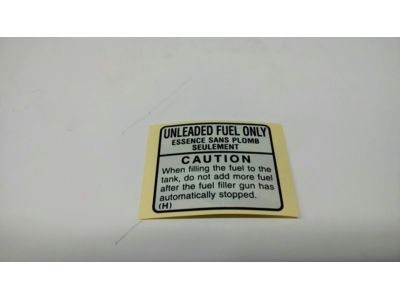 UNLEADED FUEL ONLY
ESSENCE SANS PLOMB
SEULEMENT
CAUTION
When filling the fuel to the
tank, do not add more fuel
after the fuel filler gun has
automatically stopped.
(H)